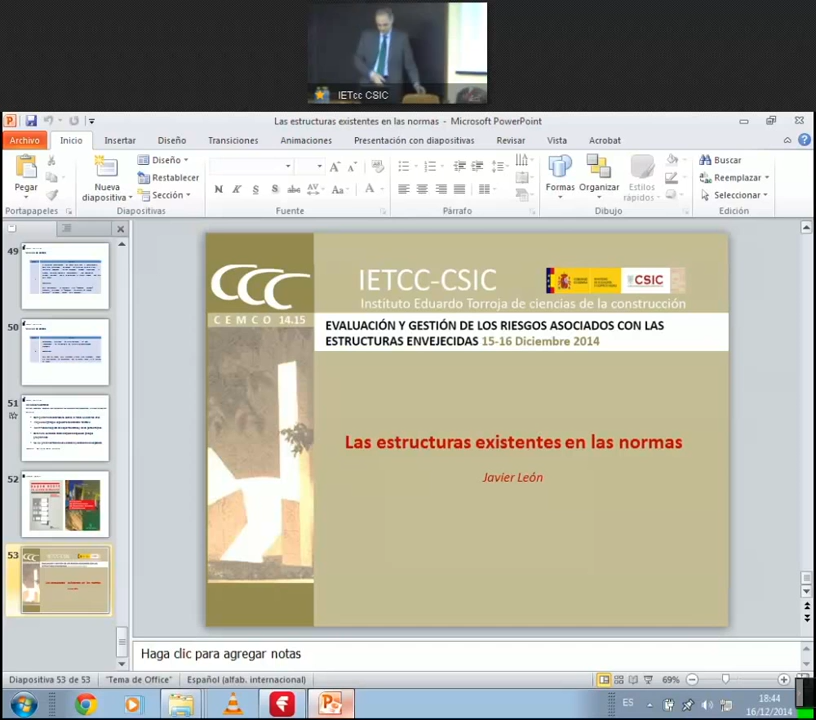 IETcc CSIC
Las estructuras existentes en las normas - Microsoft PowerPoint
Archivo Inicio Insertar Diseño Transiciones Animaciones Presentación con diapositivas Revisar Vista Acrobat
Pegar
Nueva diapositiva
Diseño
Restablecer
Sección
N K S S abc AV Aa A
Formas Organizar Estilos rápidos
Buscar
Reemplazar
Seleccionar
Portapapeles Diapositivas Fuente Párrafo Dibujo Edición
49
50
51
52
53
CCC
CEMCO 14.15
IETCC-CSIC
CSIC
Instituto Eduardo Torroja de ciencias de la construcción
EVALUACIÓN Y GESTIÓN DE LOS RIESGOS ASOCIADOS CON LAS
ESTRUCTURAS ENVEJECIDAS 15-16 Diciembre 2014
Las estructuras existentes en las normas
Javier León
Haga clic para agregar notas
Diapositiva 53 de 53 "Tema de Office" Español (alfab. internacional) 69%
ES 18:44
16/12/2014